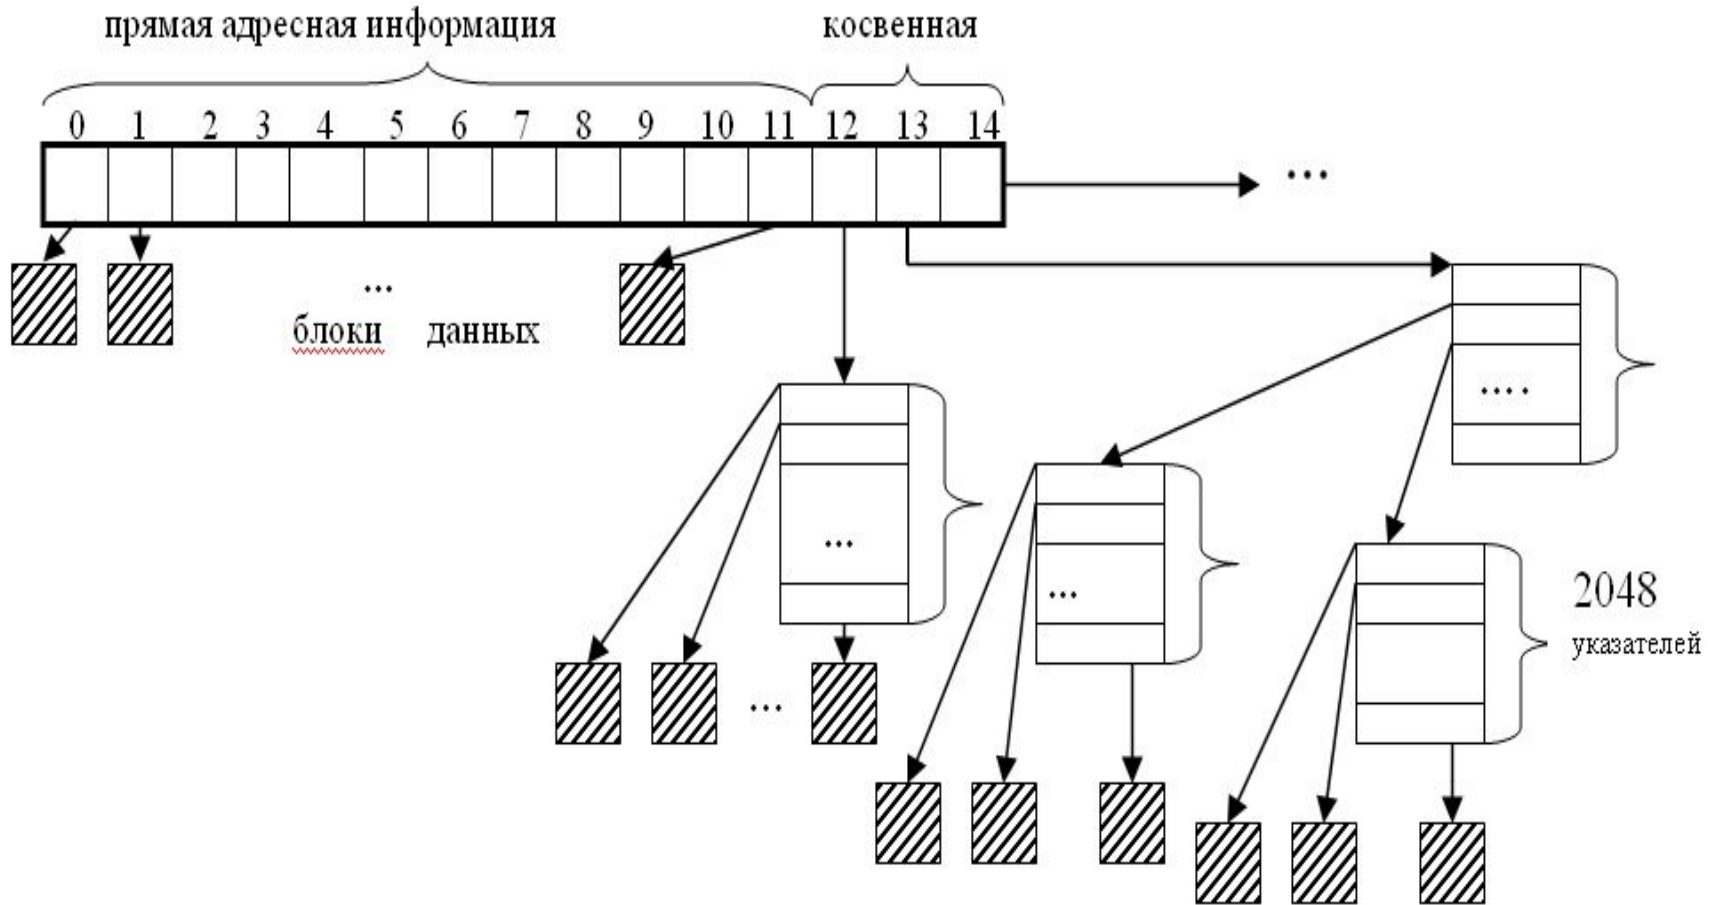 прямая адресная информация
косвенная
0 1 2 3 4 5 6 7 8 9 10 11 12 13 14
...
...
блоки данных
....
...
...
2048
указателей
...